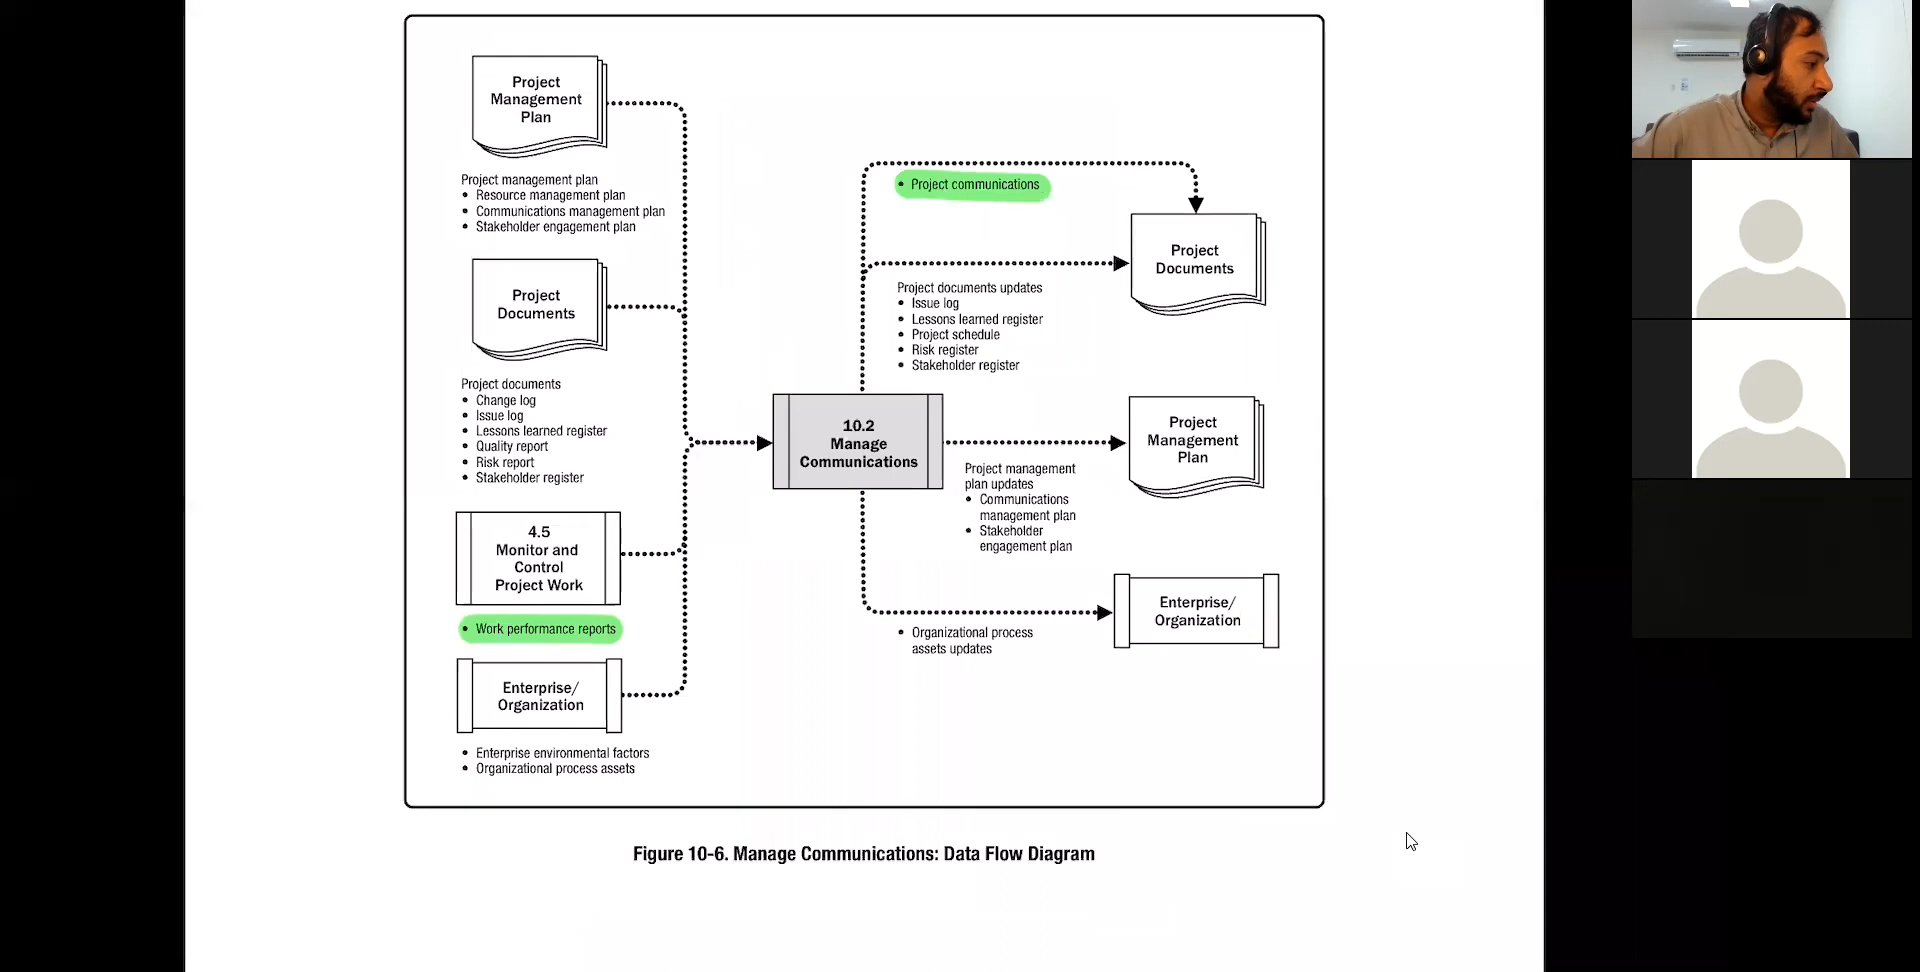 Project
Management
Plan
Project management plan
• Resource management plan
• Communications management plan
• Stakeholder engagement plan
Project
Documents
Project documents
• Change log
• Issue log
• Lessons learned register
• Quality report
• Risk report
• Stakeholder register
4.5
Monitor and
Control
Project Work
• Work performance reports
Enterprise/
Organization
• Enterprise environmental factors
• Organizational process assets
10.2
Manage
Communications
• Project communications
Project
Documents
Project documents updates
• Issue log
• Lessons learned register
• Project schedule
• Risk register
• Stakeholder register
Project
Management
Plan
Project management
plan updates
• Communications
management plan
• Stakeholder
engagement plan
Enterprise/
Organization
• Organizational process
assets updates
Figure 10-6. Manage Communications: Data Flow Diagram